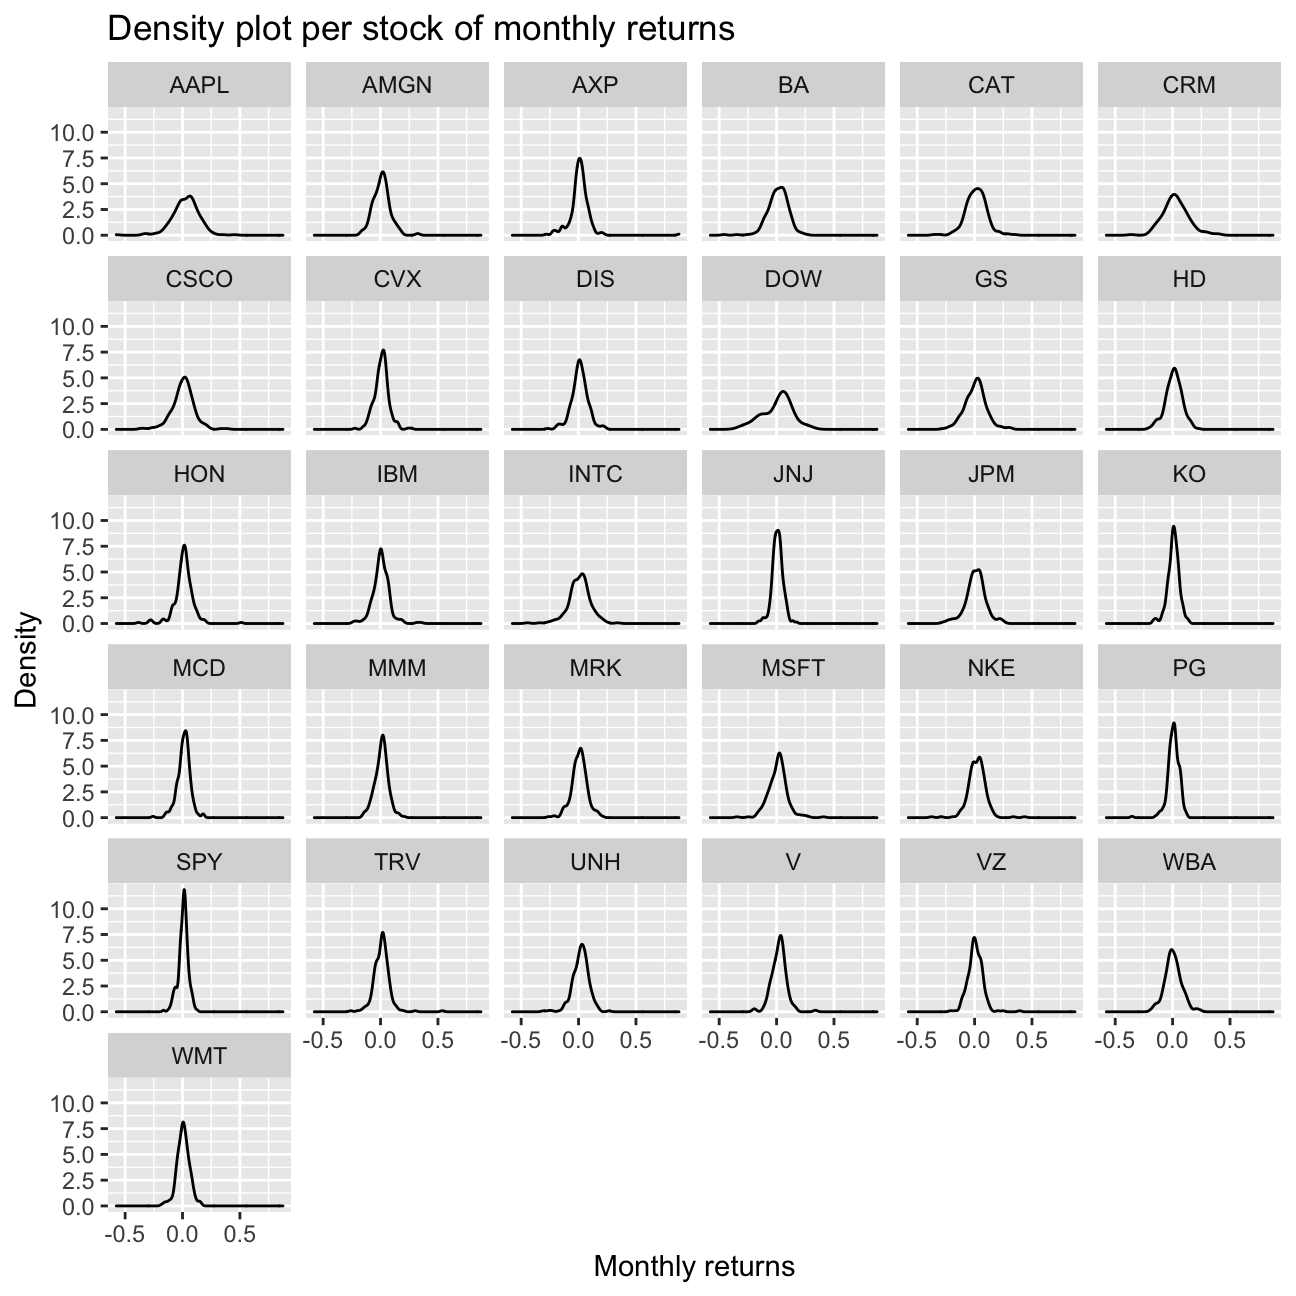 Density plot per stock of monthly returns
AAPL AMGN AXP BA CAT CRM
10.0
7.5
5.0
2.5
0.0
CSCO CVX DIS DOW GS HD
10.0
7.5
5.0
2.5
0.0
HON IBM INTC JNJ JPM KO
10.0
7.5
5.0
2.5
0.0
Density
MCD MMM MRK MSFT NKE PG
10.0
7.5
5.0
2.5
0.0
SPY TRV UNH V VZ WBA
10.0
7.5
5.0
2.5
0.0
-0.5 0.0 0.5 -0.5 0.0 0.5 -0.5 0.0 0.5 -0.5 0.0 0.5 -0.5 0.0 0.5
WMT
10.0
7.5
5.0
2.5
0.0
-0.5 0.0 0.5
Monthly returns